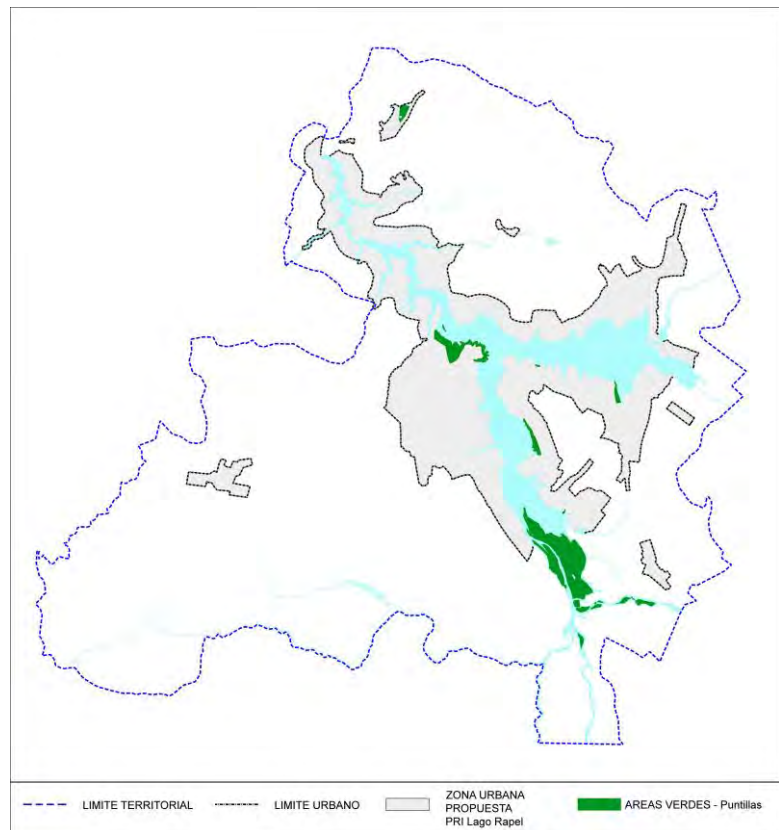 LIMITE TERRITORIAL
LIMITE URBANO
ZONA URBANA
PROPUESTA
PRI Lago Rapel
AREAS VERDES - Puntillas